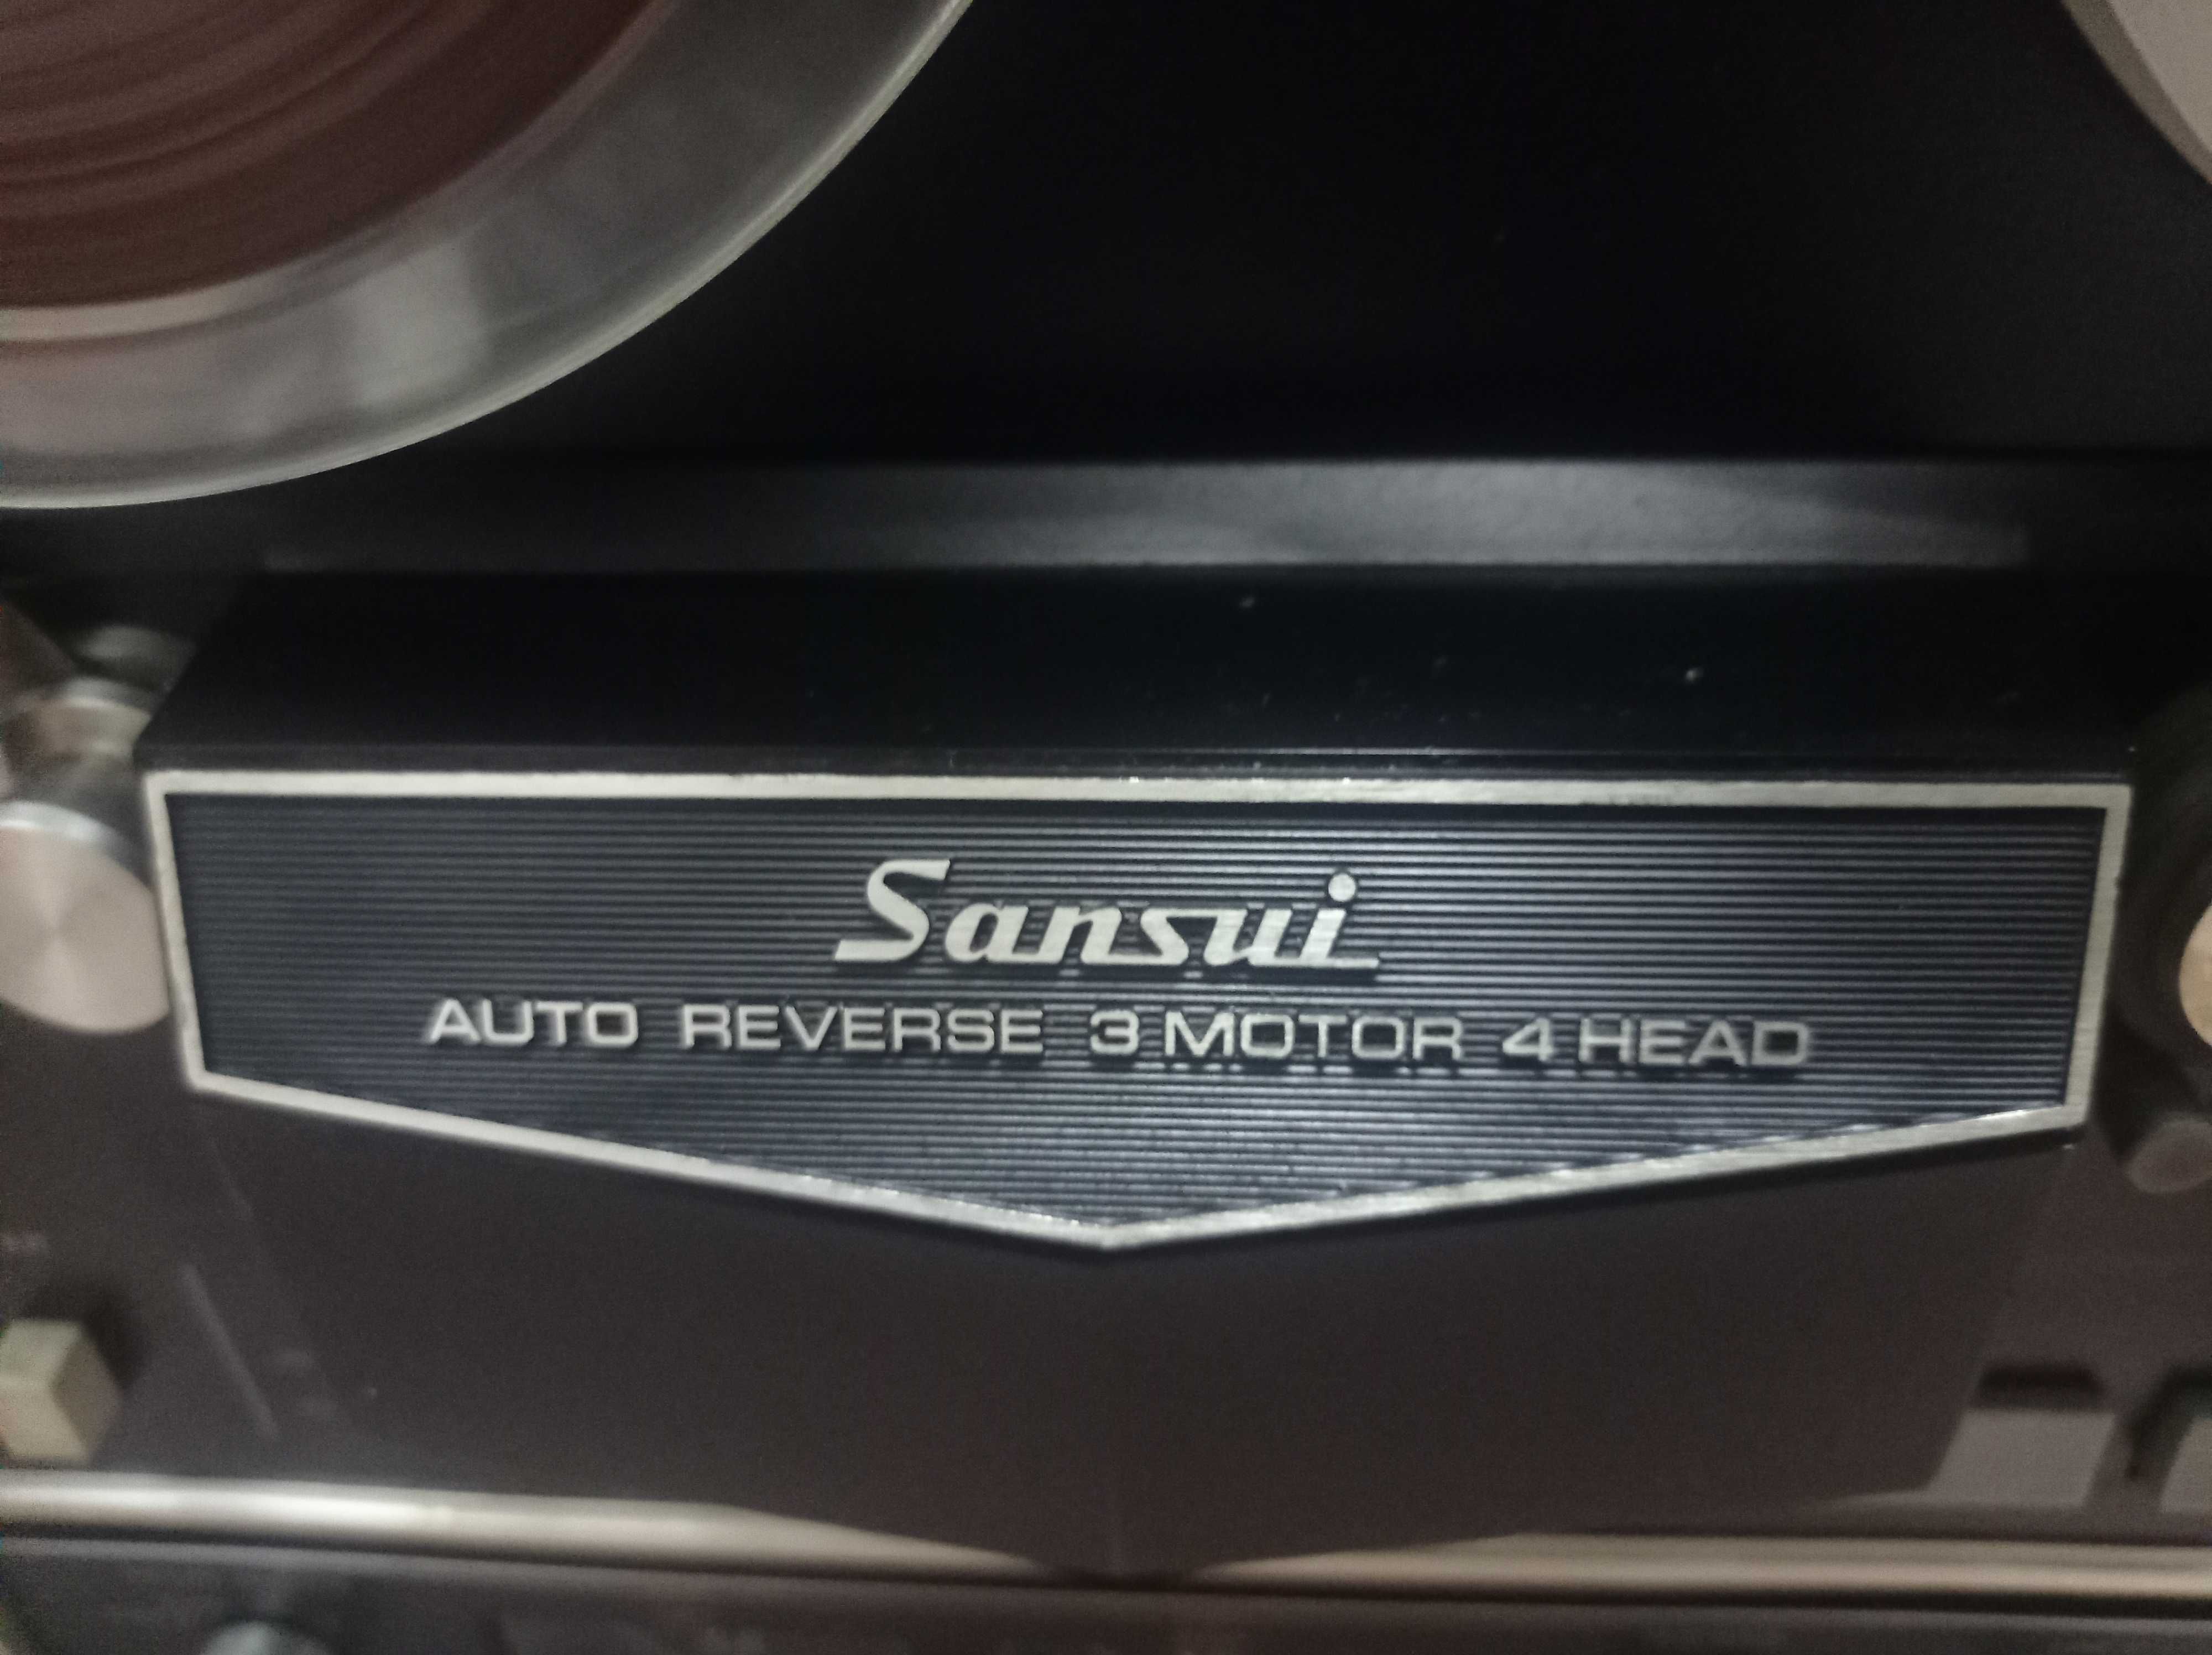 Sansui
AUTO REVERSE 3 MOTOR 4 HEAD